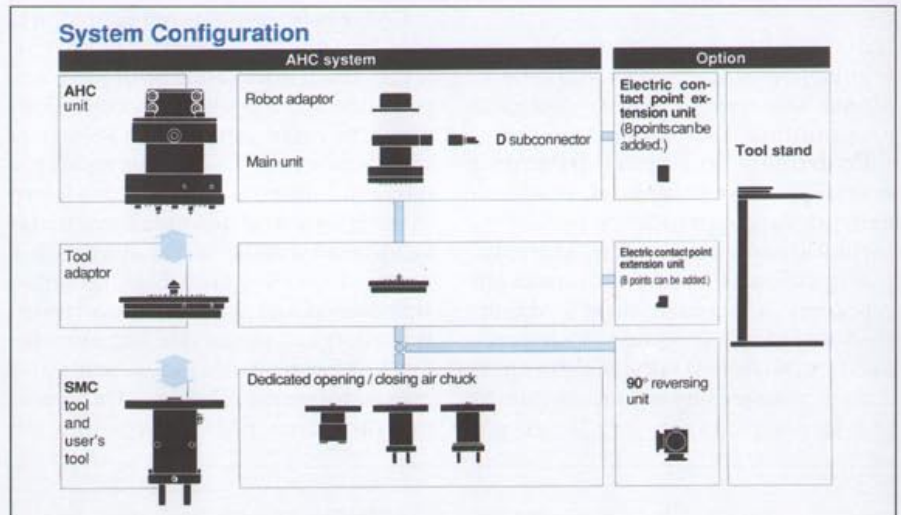 System Configuration
AHC system
Option
AHC
unit
Robot adaptor
Main unit
D subconnector
Electric con-
tact point ex-
tension unit
(8 points can be
added.)
Tool stand
Tool
adaptor
Electric contact point
extension unit
(8 points can be added.)
SMC
tool
and
user's
tool
Dedicated opening / closing air chuck
90° reversing
unit